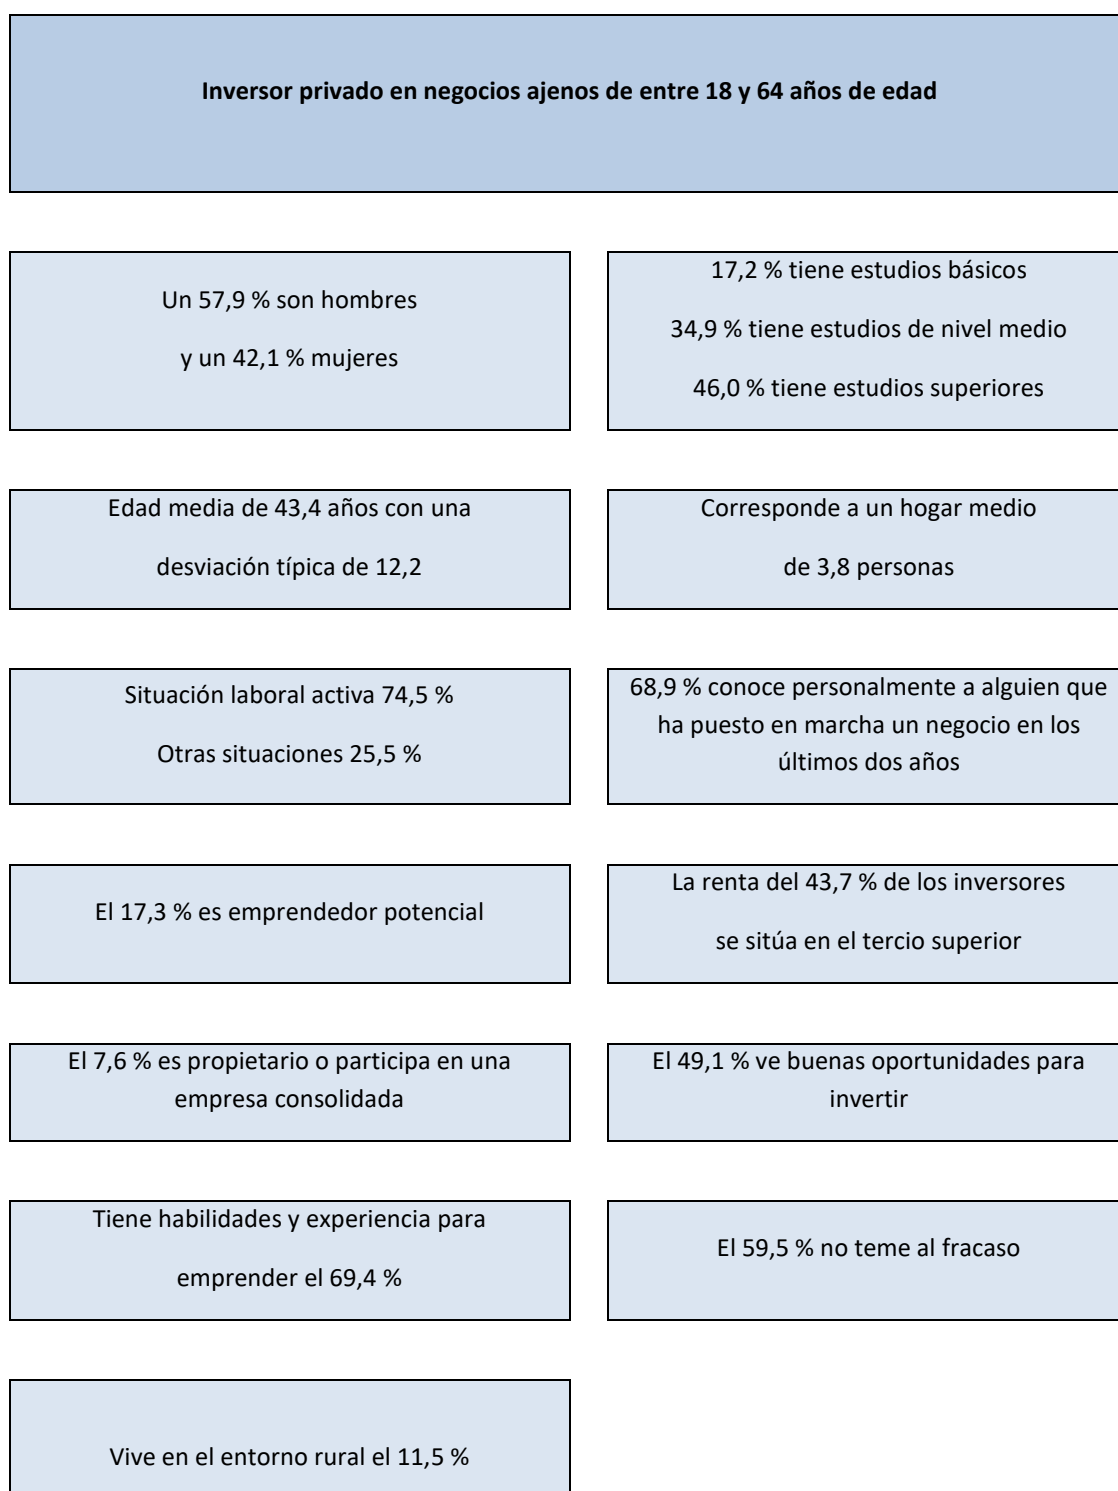 Inversor privado en negocios ajenos de entre 18 y 64 años de edad
Un 57,9 % son hombres
y un 42,1 % mujeres
17,2 % tiene estudios básicos
34,9 % tiene estudios de nivel medio
46,0 % tiene estudios superiores
Edad media de 43,4 años con una
desviación típica de 12,2
Corresponde a un hogar medio
de 3,8 personas
Situación laboral activa 74,5 %
Otras situaciones 25,5 %
68,9 % conoce personalmente a alguien que
ha puesto en marcha un negocio en los
últimos dos años
El 17,3 % es emprendedor potencial
La renta del 43,7 % de los inversores
se sitúa en el tercio superior
El 7,6 % es propietario o participa en una
empresa consolidada
El 49,1 % ve buenas oportunidades para
invertir
Tiene habilidades y experiencia para
emprender el 69,4 %
El 59,5 % no teme al fracaso
Vive en el entorno rural el 11,5 %